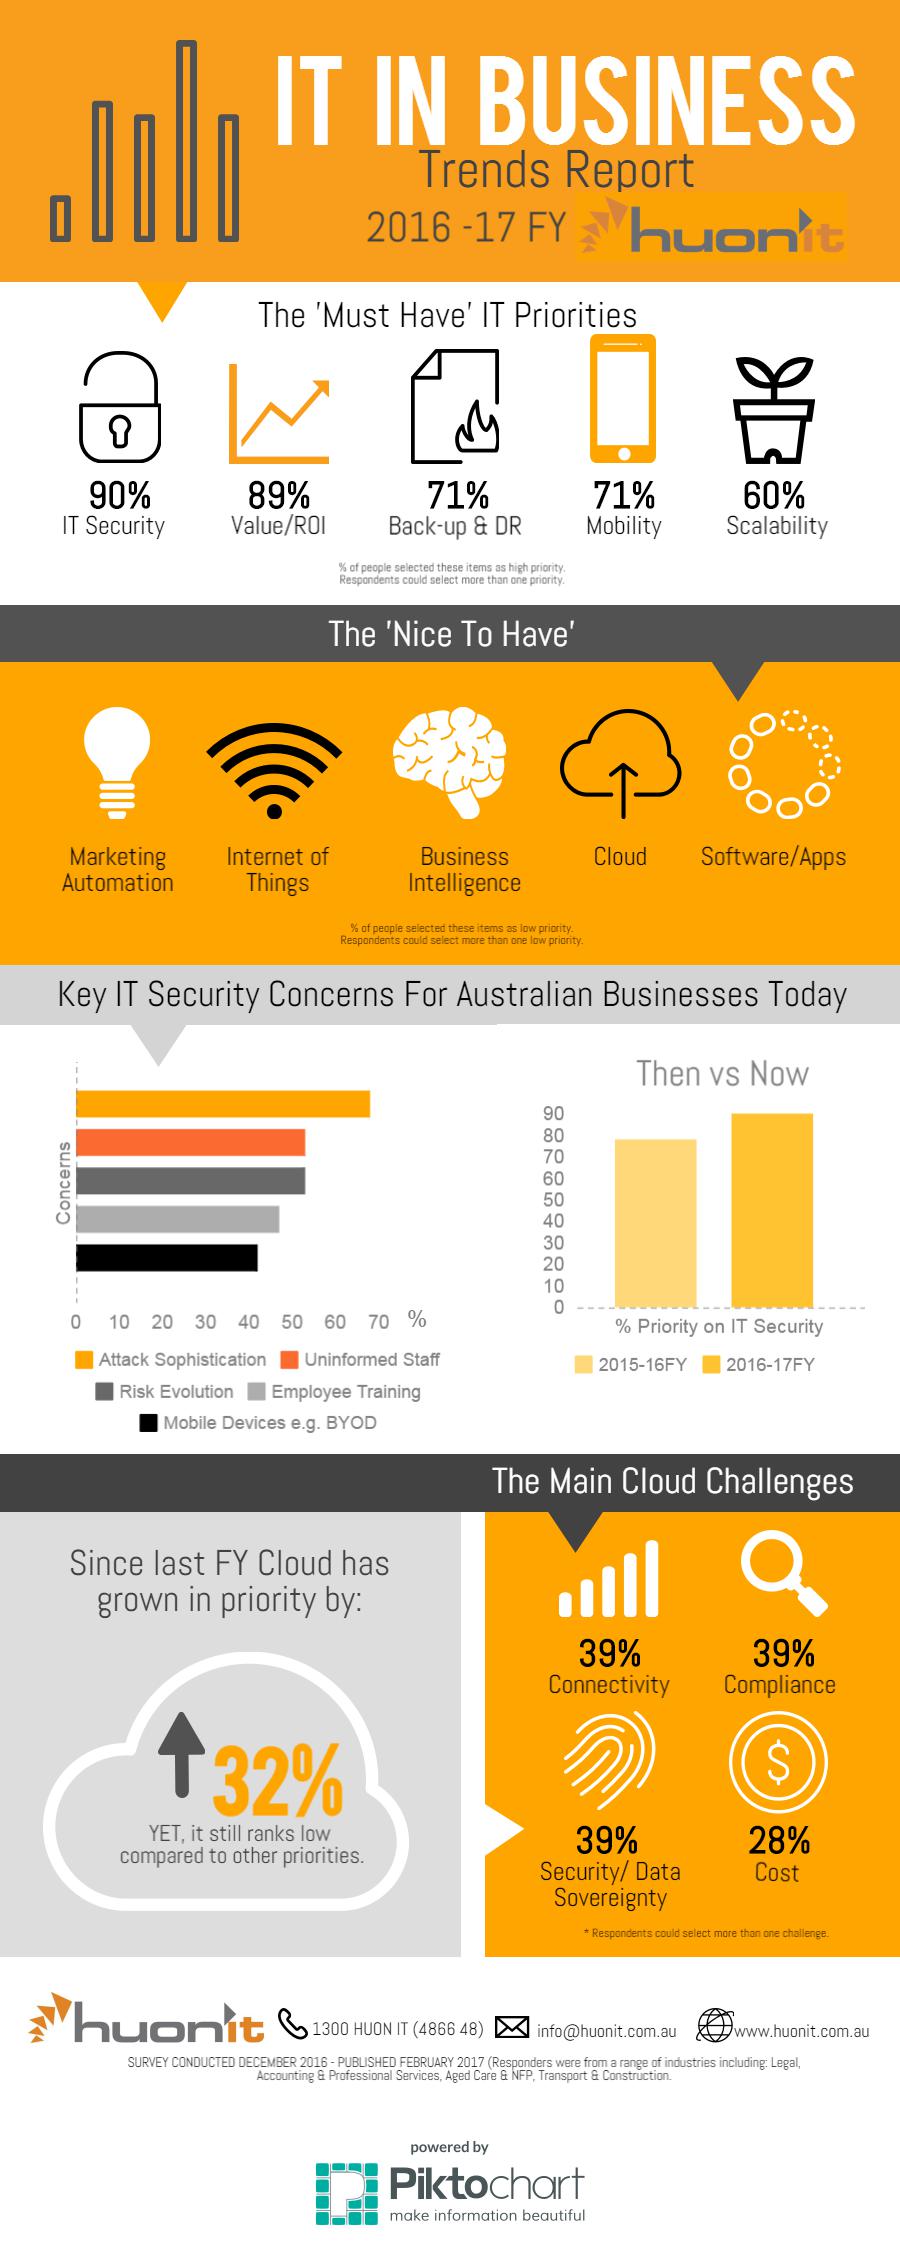 IT IN BUSINESS
Trends Report
2016 -17 FY
huonit
The 'Must Have' IT Priorities
90%
IT Security
89%
Value/ROI
71%
Back-up & DR
71%
Mobility
60%
Scalability
% of people selected these items as high priority.
Respondents could select more than one priority.
The 'Nice To Have'
Marketing
Automation
Internet of
Things
Business
Intelligence
Cloud
Software/Apps
% of people selected these items as low priority.
Respondents could select more than one low priority.
Key IT Security Concerns For Australian Businesses Today
Concerns
0 10 20 30 40 50 60 70 %
Attack Sophistication Uninformed Staff
Risk Evolution Employee Training
Mobile Devices e.g. BYOD
Then vs Now
90
80
70
60
50
40
30
20
10
0
% Priority on IT Security
2015-16FY 2016-17FY
The Main Cloud Challenges
Since last FY Cloud has
grown in priority by:
32%
YET, it still ranks low
compared to other priorities.
39%
Connectivity
39%
Compliance
$
39%
Security/ Data
Sovereignty
28%
Cost
* Respondents could select more than one challenge.
huonit
1300 HUON IT (4866 48)
info@huonit.com.au
www.huonit.com.au
SURVEY CONDUCTED DECEMBER 2016 - PUBLISHED FEBRUARY 2017 (Responders were from a range of industries including: Legal,
Accounting & Professional Services, Aged Care & NFP, Transport & Construction.
powered by
Piktochart
make information beautiful